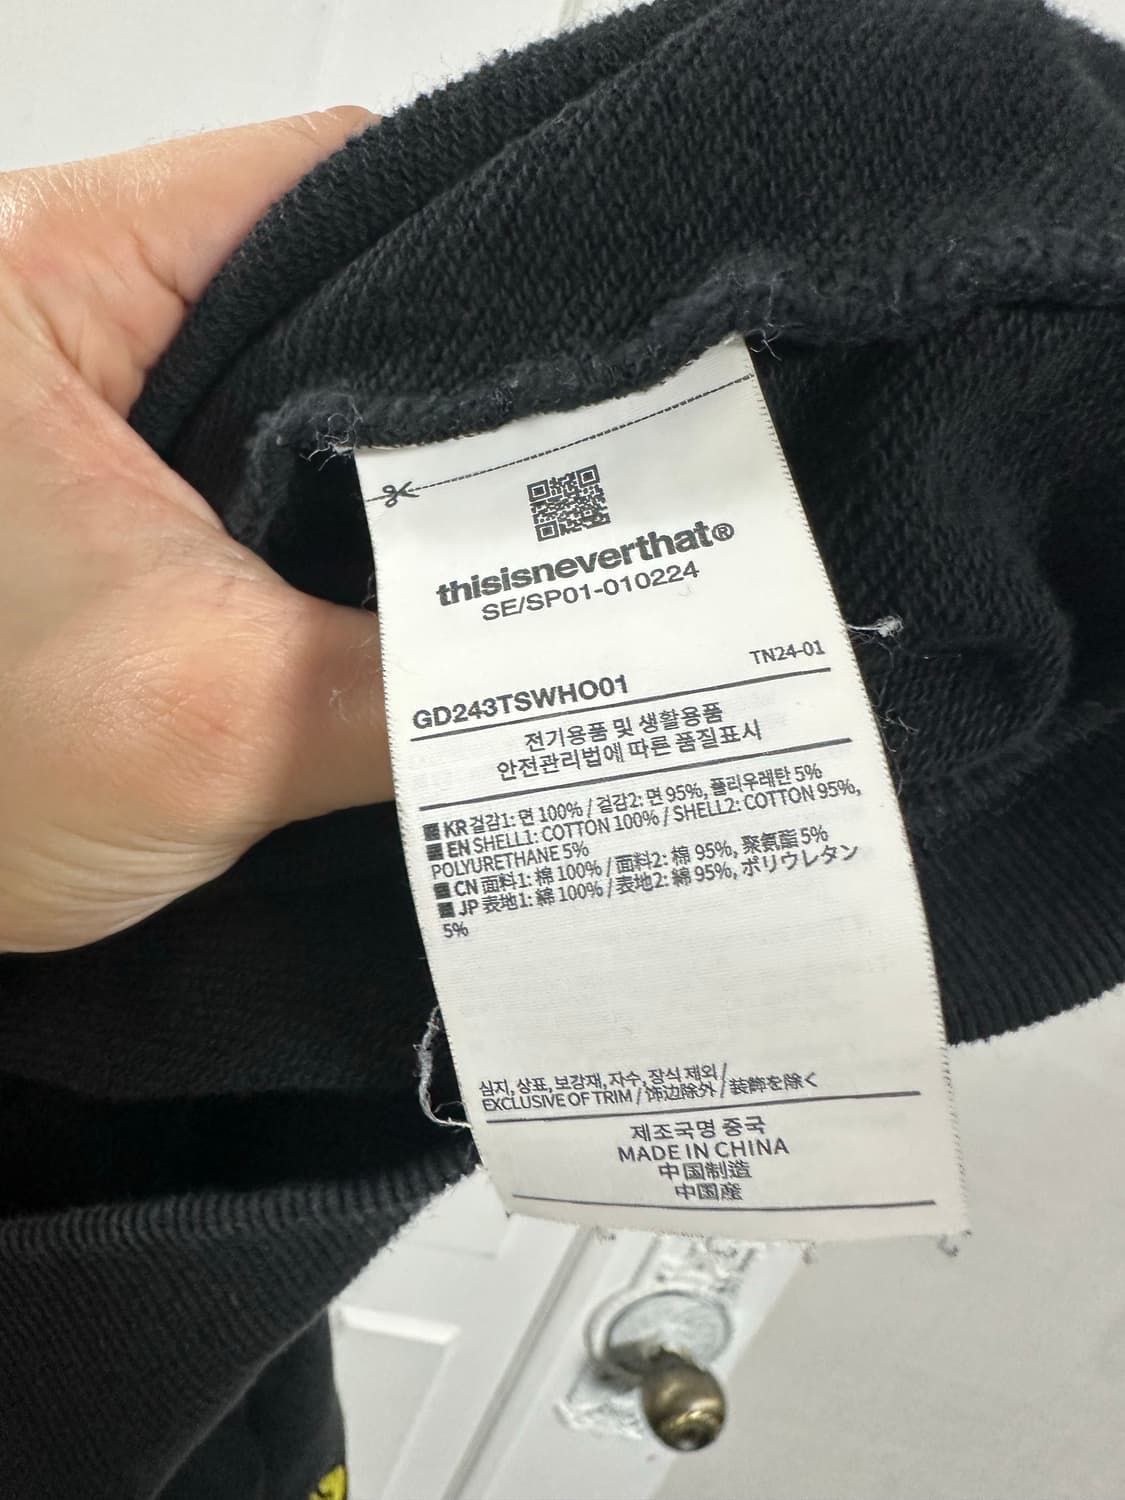 thisisneverthat®
SE/SP01-010224
TN24-01
GD243TSWHO01
전기용품 및 생활용품
안전관리법에 따른 품질표시
KR 겉감1: 면 100% / 겉감2: 면 95%, 폴리우레탄 5%
EN SHELL1: COTTON 100% / SHELL2: COTTON 95%,
POLYURETHANE 5%
CN 面料1: 棉 100% / 面料2: 棉 95%, 聚氨酯 5%
JP 表地1: 綿 100% / 表地2: 綿 95%, ポリウレタン
5%
심지, 상표, 보강재, 자수, 장식 제외/
EXCLUSIVE OF TRIM / 饰边除外 / 装飾を除く
제조국명 중국
MADE IN CHINA
中国制造
中国産